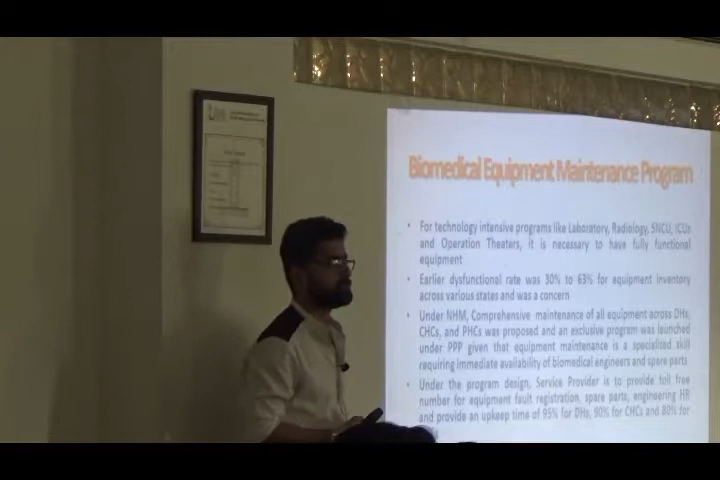 Biomedical Equipment Maintenance Program
• For technology intensive programs like Laboratory, Radiology, SNCU, ICUs
and Operation Theaters, it is necessary to have fully functional
equipment
• Earlier dysfunctional rate was 30% to 63% for equipment inventory
across various states and was a concern
• Under NHM, Comprehensive maintenance of all equipment across DHs,
CHCs, and PHCs was proposed and an exclusive program was launched
under PPP given that equipment maintenance is a specialized skill
requiring immediate availability of biomedical engineers and spare parts
• Under the program design, Service Provider is to provide toll free
number for equipment fault registration, spare parts, engineering HR
and provide an upkeep time of 95% for DHs, 90% for CHCs and 80% for